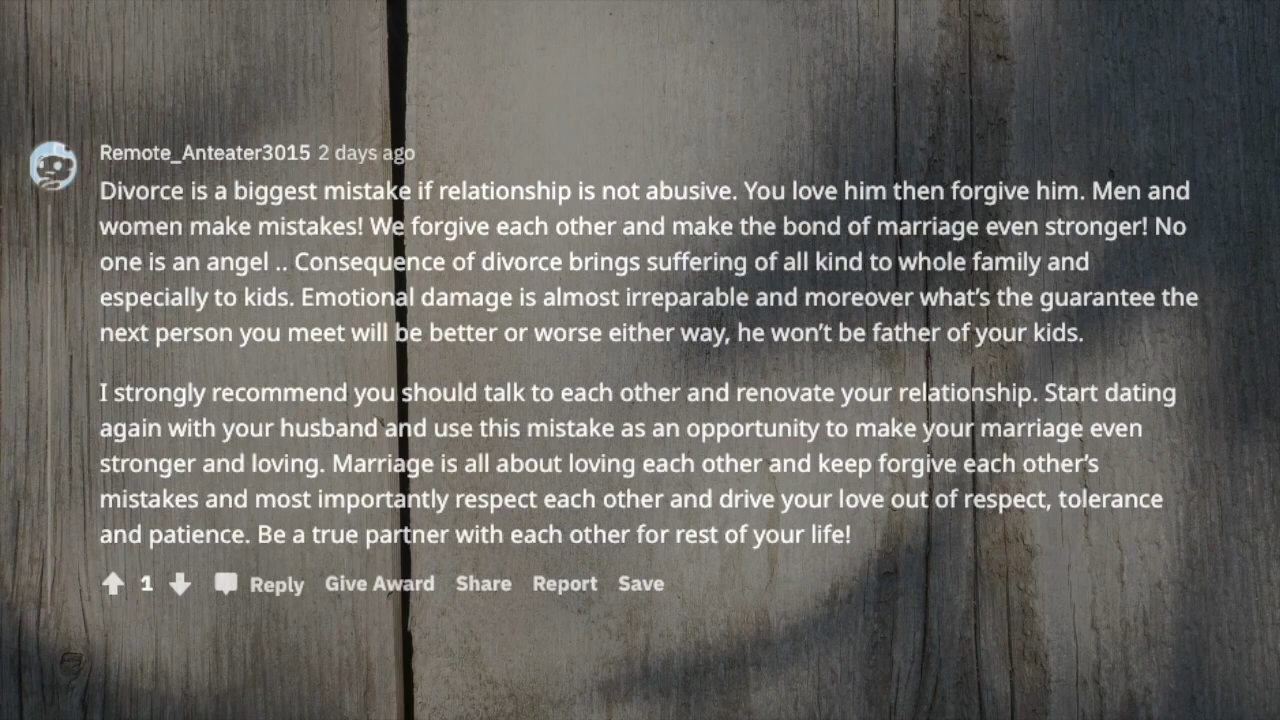 Remote_Anteater3015 2 days ago
Divorce is a biggest mistake if relationship is not abusive. You love him then forgive him. Men and
women make mistakes! We forgive each other and make the bond of marriage even stronger! No
one is an angel .. Consequence of divorce brings suffering of all kind to whole family and
especially to kids. Emotional damage is almost irreparable and moreover what’s the guarantee the
next person you meet will be better or worse either way, he won’t be father of your kids.
I strongly recommend you should talk to each other and renovate your relationship. Start dating
again with your husband and use this mistake as an opportunity to make your marriage even
stronger and loving. Marriage is all about loving each other and keep forgive each other’s
mistakes and most importantly respect each other and drive your love out of respect, tolerance
and patience. Be a true partner with each other for rest of your life!
1 Reply Give Award Share Report Save